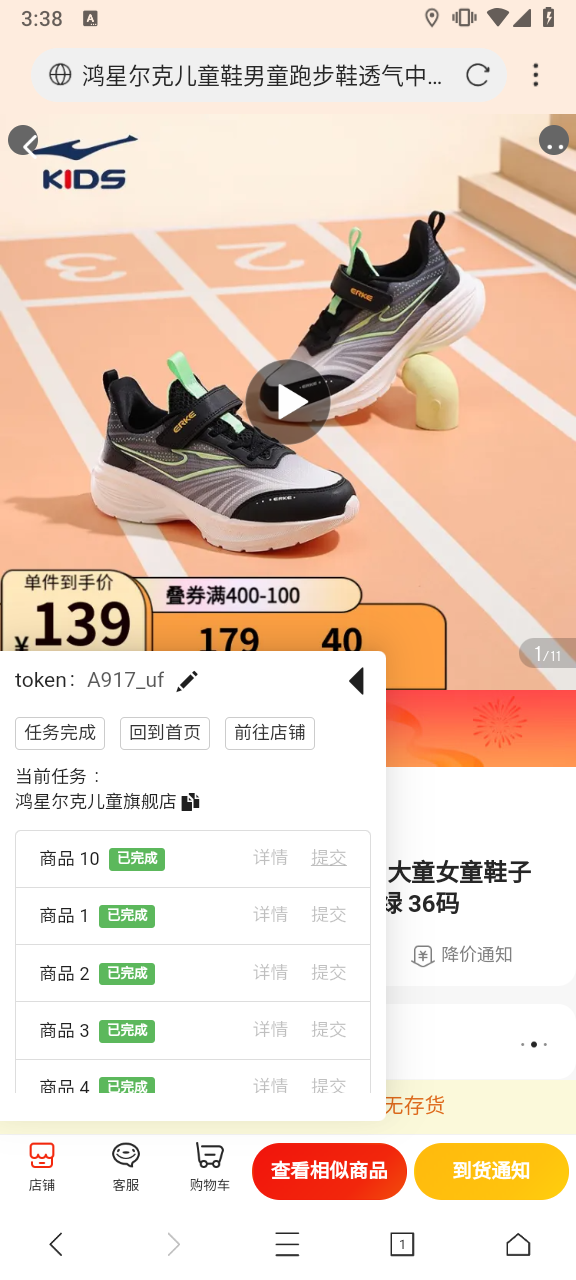 3:38
A
鸿星尔克儿童鞋男童跑步鞋透气中...
KIDS
ERKE
ERKE
ERKE
单件到手价
¥139
叠券满400-100
179 40
1/11
token: A917_uf
任务完成 回到首页 前往店铺
当前任务：
鸿星尔克儿童旗舰店
大童女童鞋子
绿 36码
商品 10 已完成 详情 提交
商品 1 已完成 详情 提交
降价通知
商品 2 已完成 详情 提交
商品 3 已完成 详情 提交
商品 4 已完成 详情 提交
无存货
店铺 客服 购物车 查看相似商品 到货通知
1